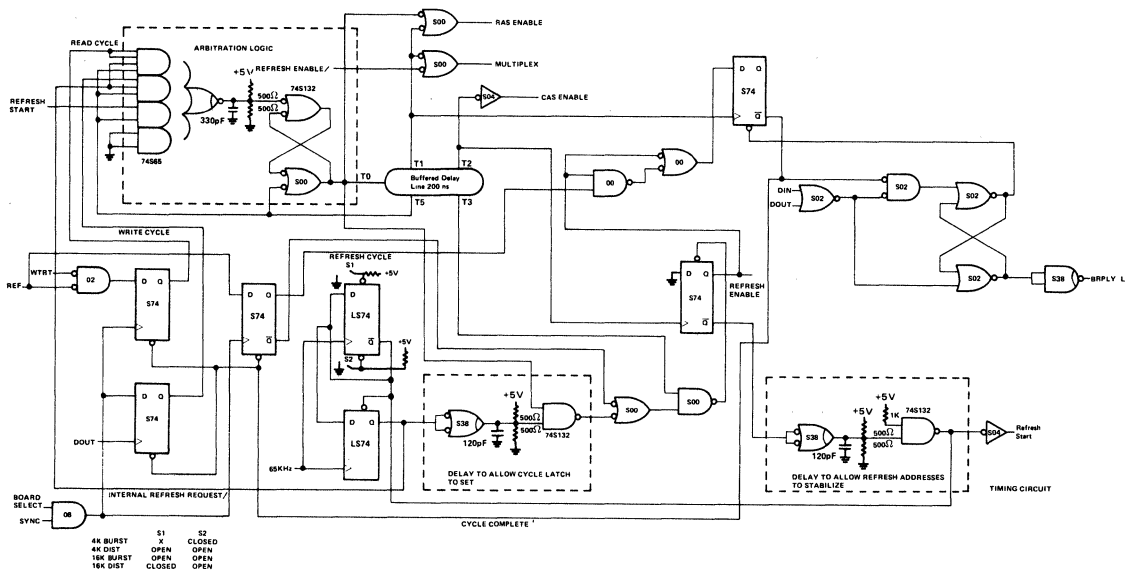 S00
RAS ENABLE
READ CYCLE
ARBITRATION LOGIC
S00
MULTIPLEX
REFRESH ENABLE/
+5V
74S132
500Ω
500Ω
330pF
74S65
REFRESH
START
S04
CAS ENABLE
D Q
S74
Q
S00
T0
T1 T2
Buffered Delay
Line 200 ns
T5 T3
00
00
DIN
DOUT
S02
S02
S02
S02
S38
BRPLY L
WRITE CYCLE
WTBT
REF
02
D Q
S74
D Q
S74
Q
REFRESH CYCLE
S1
+5V
D
LS74
Q
S2
+5V
D Q
S74
Q
REFRESH
ENABLE
D
S74
DOUT
D Q
LS74
65KHz
S38
120pF
+5V
500Ω
500Ω
74S132
DELAY TO ALLOW CYCLE LATCH
TO SET
S00
S00
+5V
S38
120pF
+5V
1K
500Ω
500Ω
74S132
DELAY TO ALLOW REFRESH ADDRESSES
TO STABILIZE
S04
Refresh
Start
TIMING CIRCUIT
INTERNAL REFRESH REQUEST/
BOARD
SELECT
SYNC
08
CYCLE COMPLETE
S1 S2
4K BURST X CLOSED
4K DIST OPEN OPEN
16K BURST OPEN OPEN
16K DIST CLOSED OPEN